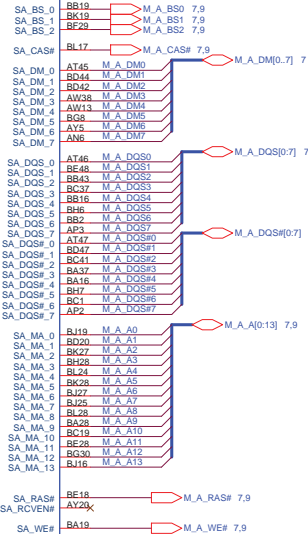 SA_BS_0 BB19 M_A_BS0 7,9
SA_BS_1 BK19 M_A_BS1 7,9
SA_BS_2 BF29 M_A_BS2 7,9
SA_CAS# BL17 M_A_CAS# 7,9
M_A_DM[0..7] 7
SA_DM_0 AT45 M_A_DM0
SA_DM_1 BD44 M_A_DM1
SA_DM_2 BD42 M_A_DM2
SA_DM_3 AW38 M_A_DM3
SA_DM_4 AW13 M_A_DM4
SA_DM_5 BG8 M_A_DM5
SA_DM_6 AY5 M_A_DM6
SA_DM_7 AN6 M_A_DM7
M_A_DQS[0:7] 7
SA_DQS_0 AT46 M_A_DQS0
SA_DQS_1 BE48 M_A_DQS1
SA_DQS_2 BB43 M_A_DQS2
SA_DQS_3 BC37 M_A_DQS3
SA_DQS_4 BB16 M_A_DQS4
SA_DQS_5 BH6 M_A_DQS5
SA_DQS_6 BB2 M_A_DQS6
SA_DQS_7 AP3 M_A_DQS7
M_A_DQS#[0:7]
SA_DQS#_0 AT47 M_A_DQS#0
SA_DQS#_1 BD47 M_A_DQS#1
SA_DQS#_2 BC41 M_A_DQS#2
SA_DQS#_3 BA37 M_A_DQS#3
SA_DQS#_4 BA16 M_A_DQS#4
SA_DQS#_5 BH7 M_A_DQS#5
SA_DQS#_6 BC1 M_A_DQS#6
SA_DQS#_7 AP2 M_A_DQS#7
M_A_A[0:13] 7,9
SA_MA_0 BJ19 M_A_A0
SA_MA_1 BD20 M_A_A1
SA_MA_2 BK27 M_A_A2
SA_MA_3 BH28 M_A_A3
SA_MA_4 BL24 M_A_A4
SA_MA_5 BK28 M_A_A5
SA_MA_6 BJ27 M_A_A6
SA_MA_7 BJ25 M_A_A7
SA_MA_8 BL28 M_A_A8
SA_MA_9 BA28 M_A_A9
SA_MA_10 BC19 M_A_A10
SA_MA_11 BE28 M_A_A11
SA_MA_12 BG30 M_A_A12
SA_MA_13 BJ16 M_A_A13
SA_RAS# BE18 M_A_RAS# 7,9
SA_RCVEN# AY20
SA_WE# BA19 M_A_WE# 7,9